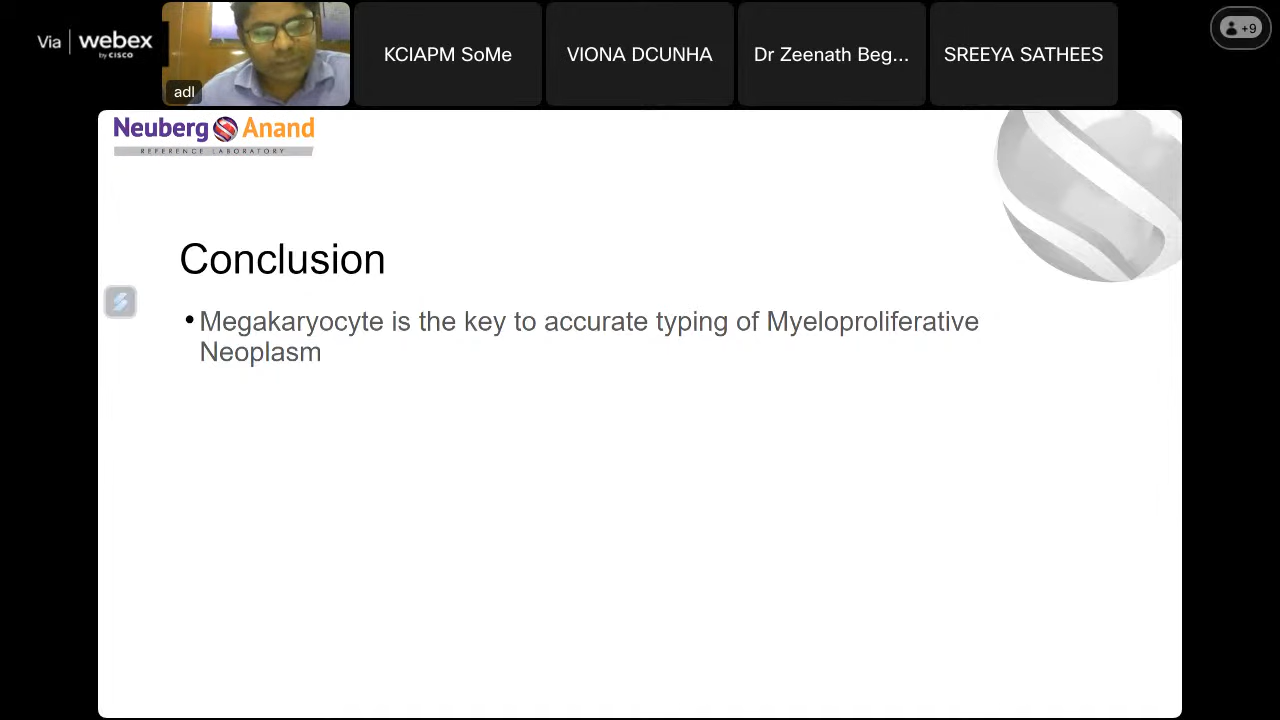 Via webex
by CISCO
adl
KCIAPM SoMe
VIONA DCUNHA
Dr Zeenath Beg...
SREEYA SATHEES
+9
Neuberg Anand
REFERENCE LABORATORY
Conclusion
• Megakaryocyte is the key to accurate typing of Myeloproliferative
Neoplasm